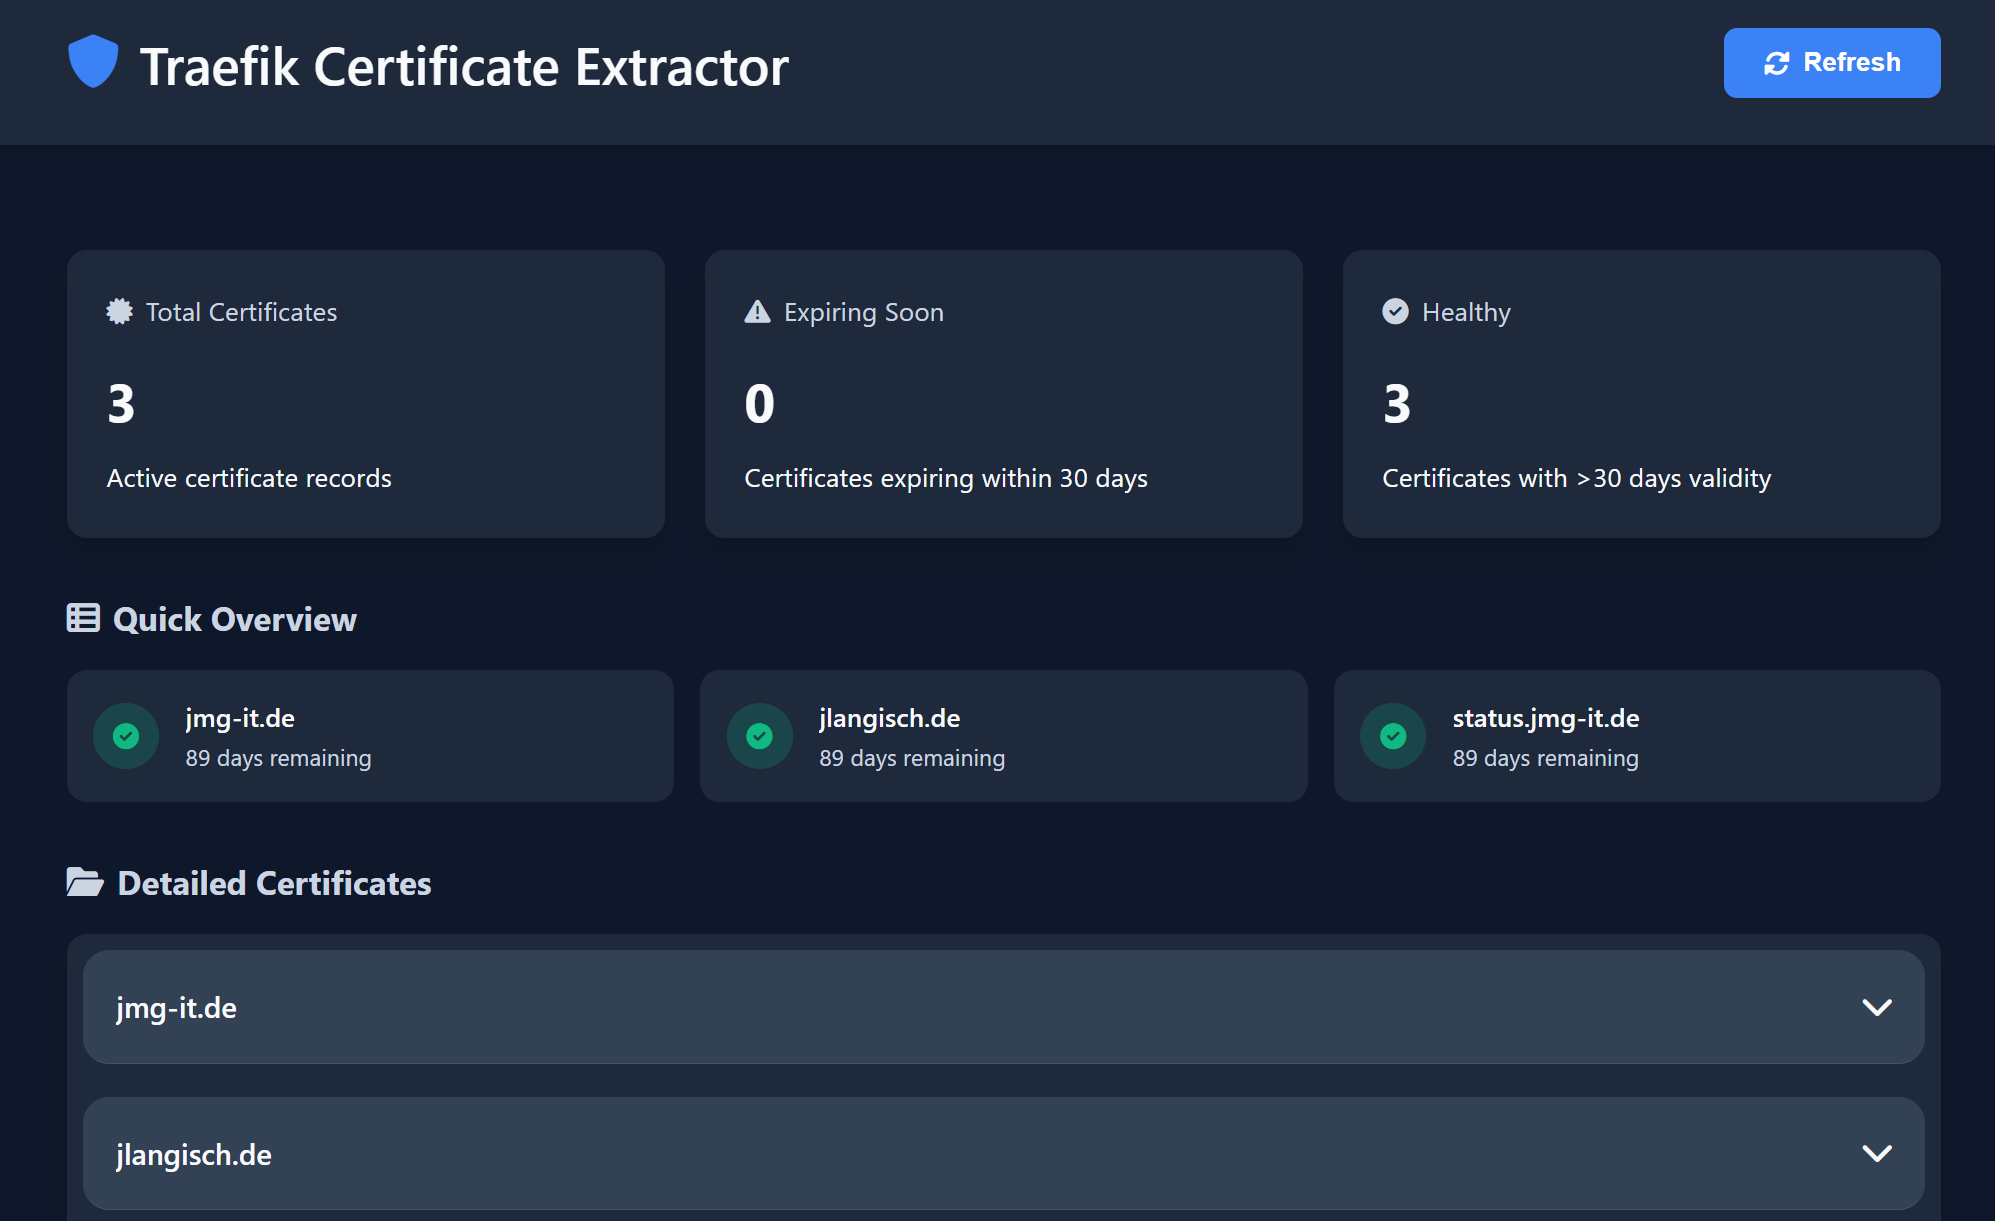 Traefik Certificate Extractor
Refresh
Total Certificates
3
Active certificate records
Expiring Soon
0
Certificates expiring within 30 days
Healthy
3
Certificates with >30 days validity
Quick Overview
jmg-it.de
89 days remaining
jlangisch.de
89 days remaining
status.jmg-it.de
89 days remaining
Detailed Certificates
jmg-it.de
jlangisch.de